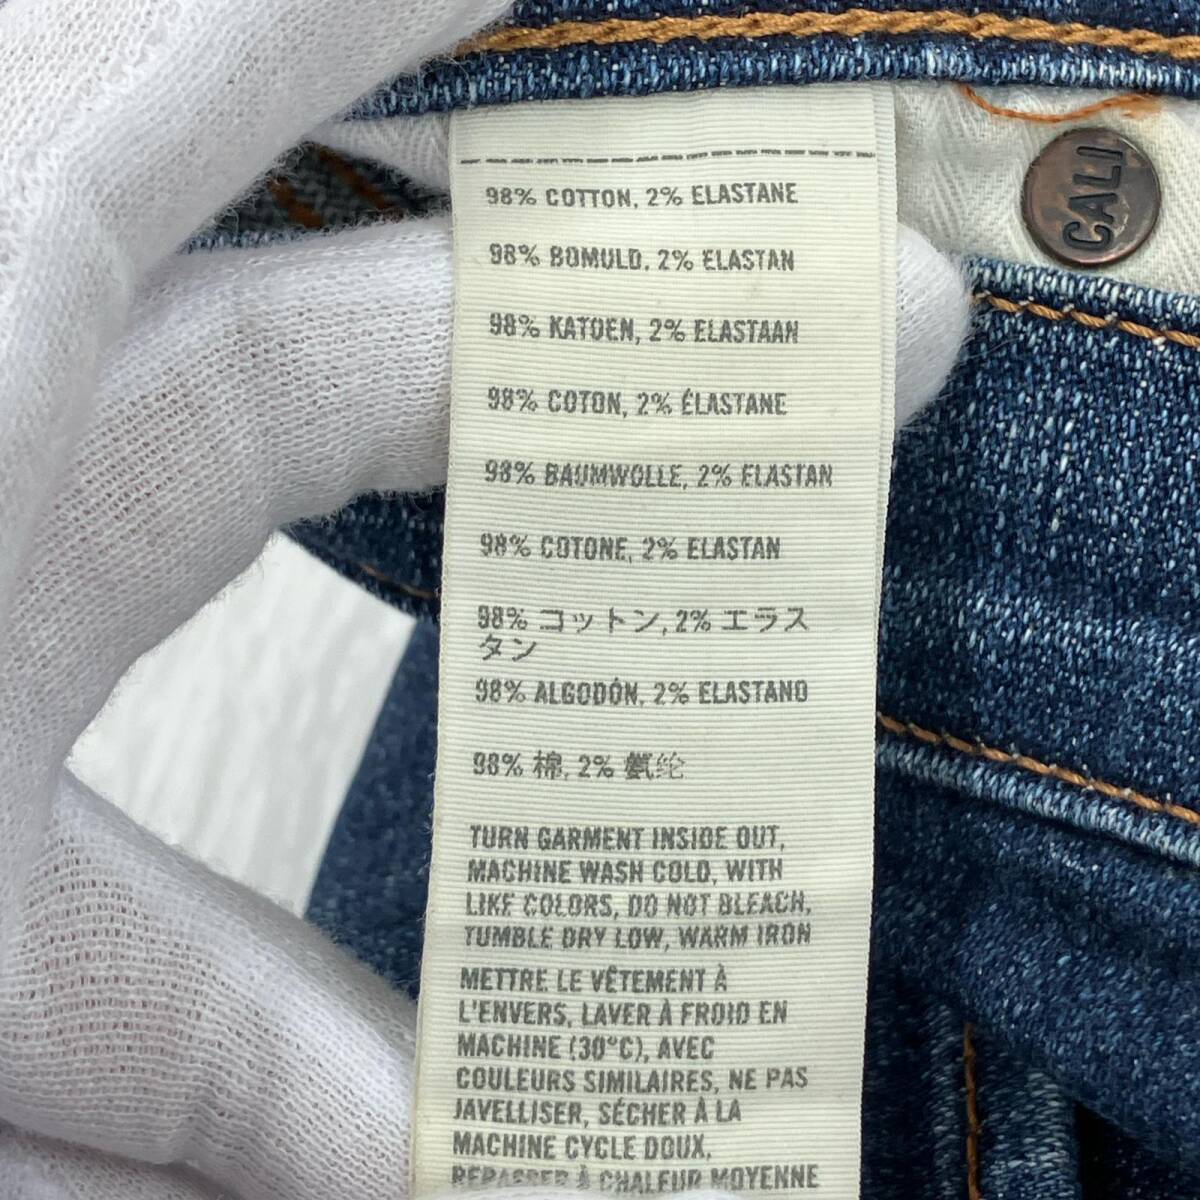 98% COTTON, 2% ELASTANE
98% BOMULD, 2% ELASTAN
98% KATOEN, 2% ELASTAAN
98% COTON, 2% ÉLASTANE
98% BAUMWOLLE, 2% ELASTAN
98% COTONE, 2% ELASTAN
98% コットン, 2% エラス
タン
98% ALGODÓN, 2% ELASTANO
98% 棉, 2% 氨纶
TURN GARMENT INSIDE OUT,
MACHINE WASH COLD, WITH
LIKE COLORS, DO NOT BLEACH,
TUMBLE DRY LOW, WARM IRON
METTRE LE VÊTEMENT À
L'ENVERS, LAVER À FROID EN
MACHINE (30°C), AVEC
COULEURS SIMILAIRES, NE PAS
JAVELLISER, SÉCHER À LA
MACHINE CYCLE DOUX,
REPASSER À CHALEUR MOYENNE
CALI